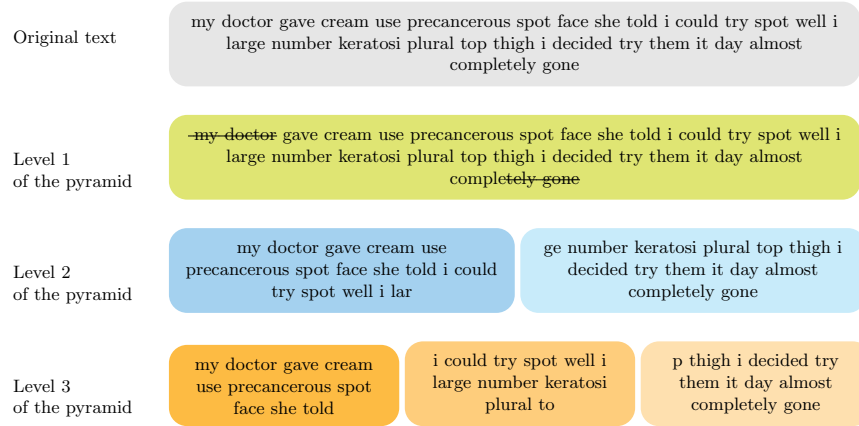 Original text
my doctor gave cream use precancerous spot face she told i could try spot well i
large number keratosi plural top thigh i decided try them it day almost
completely gone
Level 1
of the pyramid
my doctor gave cream use precancerous spot face she told i could try spot well i
large number keratosi plural top thigh i decided try them it day almost
completely gone
Level 2
of the pyramid
my doctor gave cream use
precancerous spot face she told i could
try spot well i lar
ge number keratosi plural top thigh i
decided try them it day almost
completely gone
Level 3
of the pyramid
my doctor gave cream
use precancerous spot
face she told
i could try spot well i
large number keratosi
plural to
p thigh i decided try
them it day almost
completely gone